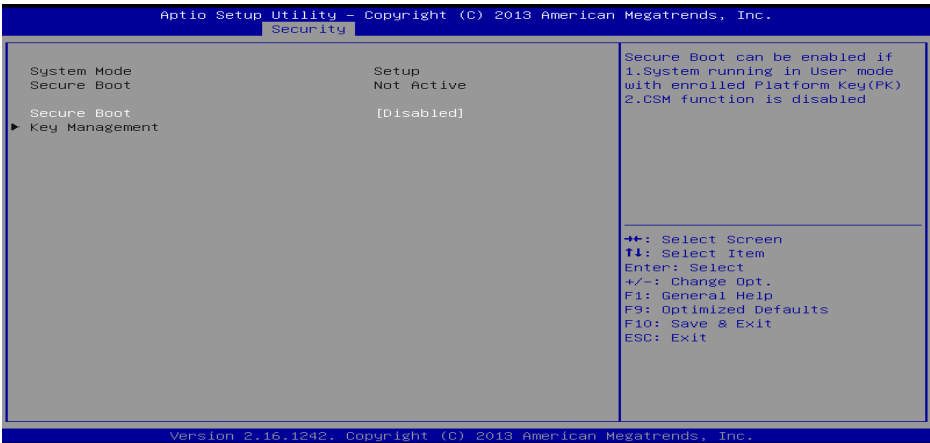 Aptio Setup Utility – Copyright (C) 2013 American Megatrends, Inc.
Security
System Mode Setup
Secure Boot Not Active
Secure Boot [Disabled]
► Key Management
Secure Boot can be enabled if
1.System running in User mode
with enrolled Platform Key(PK)
2.CSM function is disabled
→←: Select Screen
↑↓: Select Item
Enter: Select
+/-: Change Opt.
F1: General Help
F9: Optimized Defaults
F10: Save & Exit
ESC: Exit
Version 2.16.1242. Copyright (C) 2013 American Megatrends, Inc.